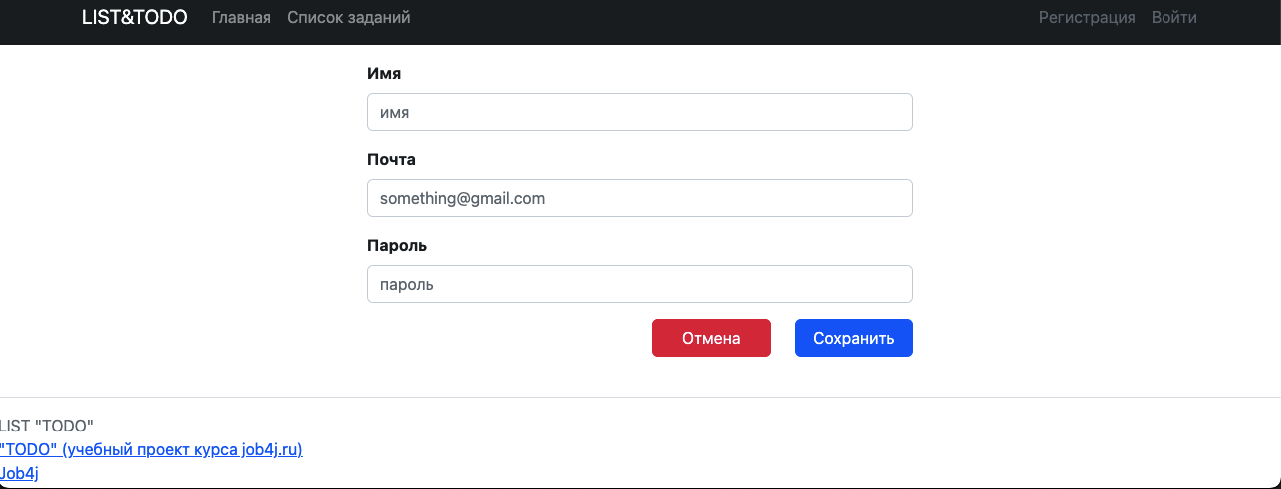 LIST&TODO Главная Список заданий Регистрация Войти
Имя
имя
Почта
something@gmail.com
Пароль
пароль
Отмена Сохранить
LIST "TODO"
"TODO" (учебный проект курса job4j.ru)
Job4j